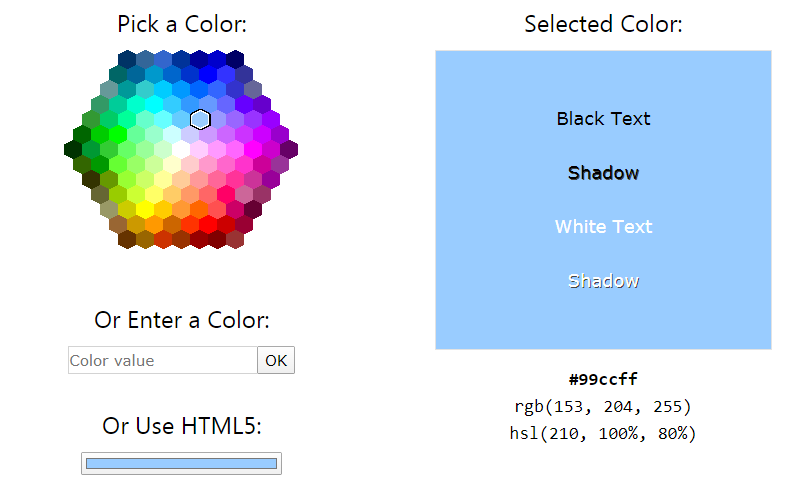 Pick a Color:
Or Enter a Color:
Color value
OK
Or Use HTML5:
Selected Color:
Black Text
Shadow
White Text
Shadow
#99ccff
rgb(153, 204, 255)
hsl(210, 100%, 80%)